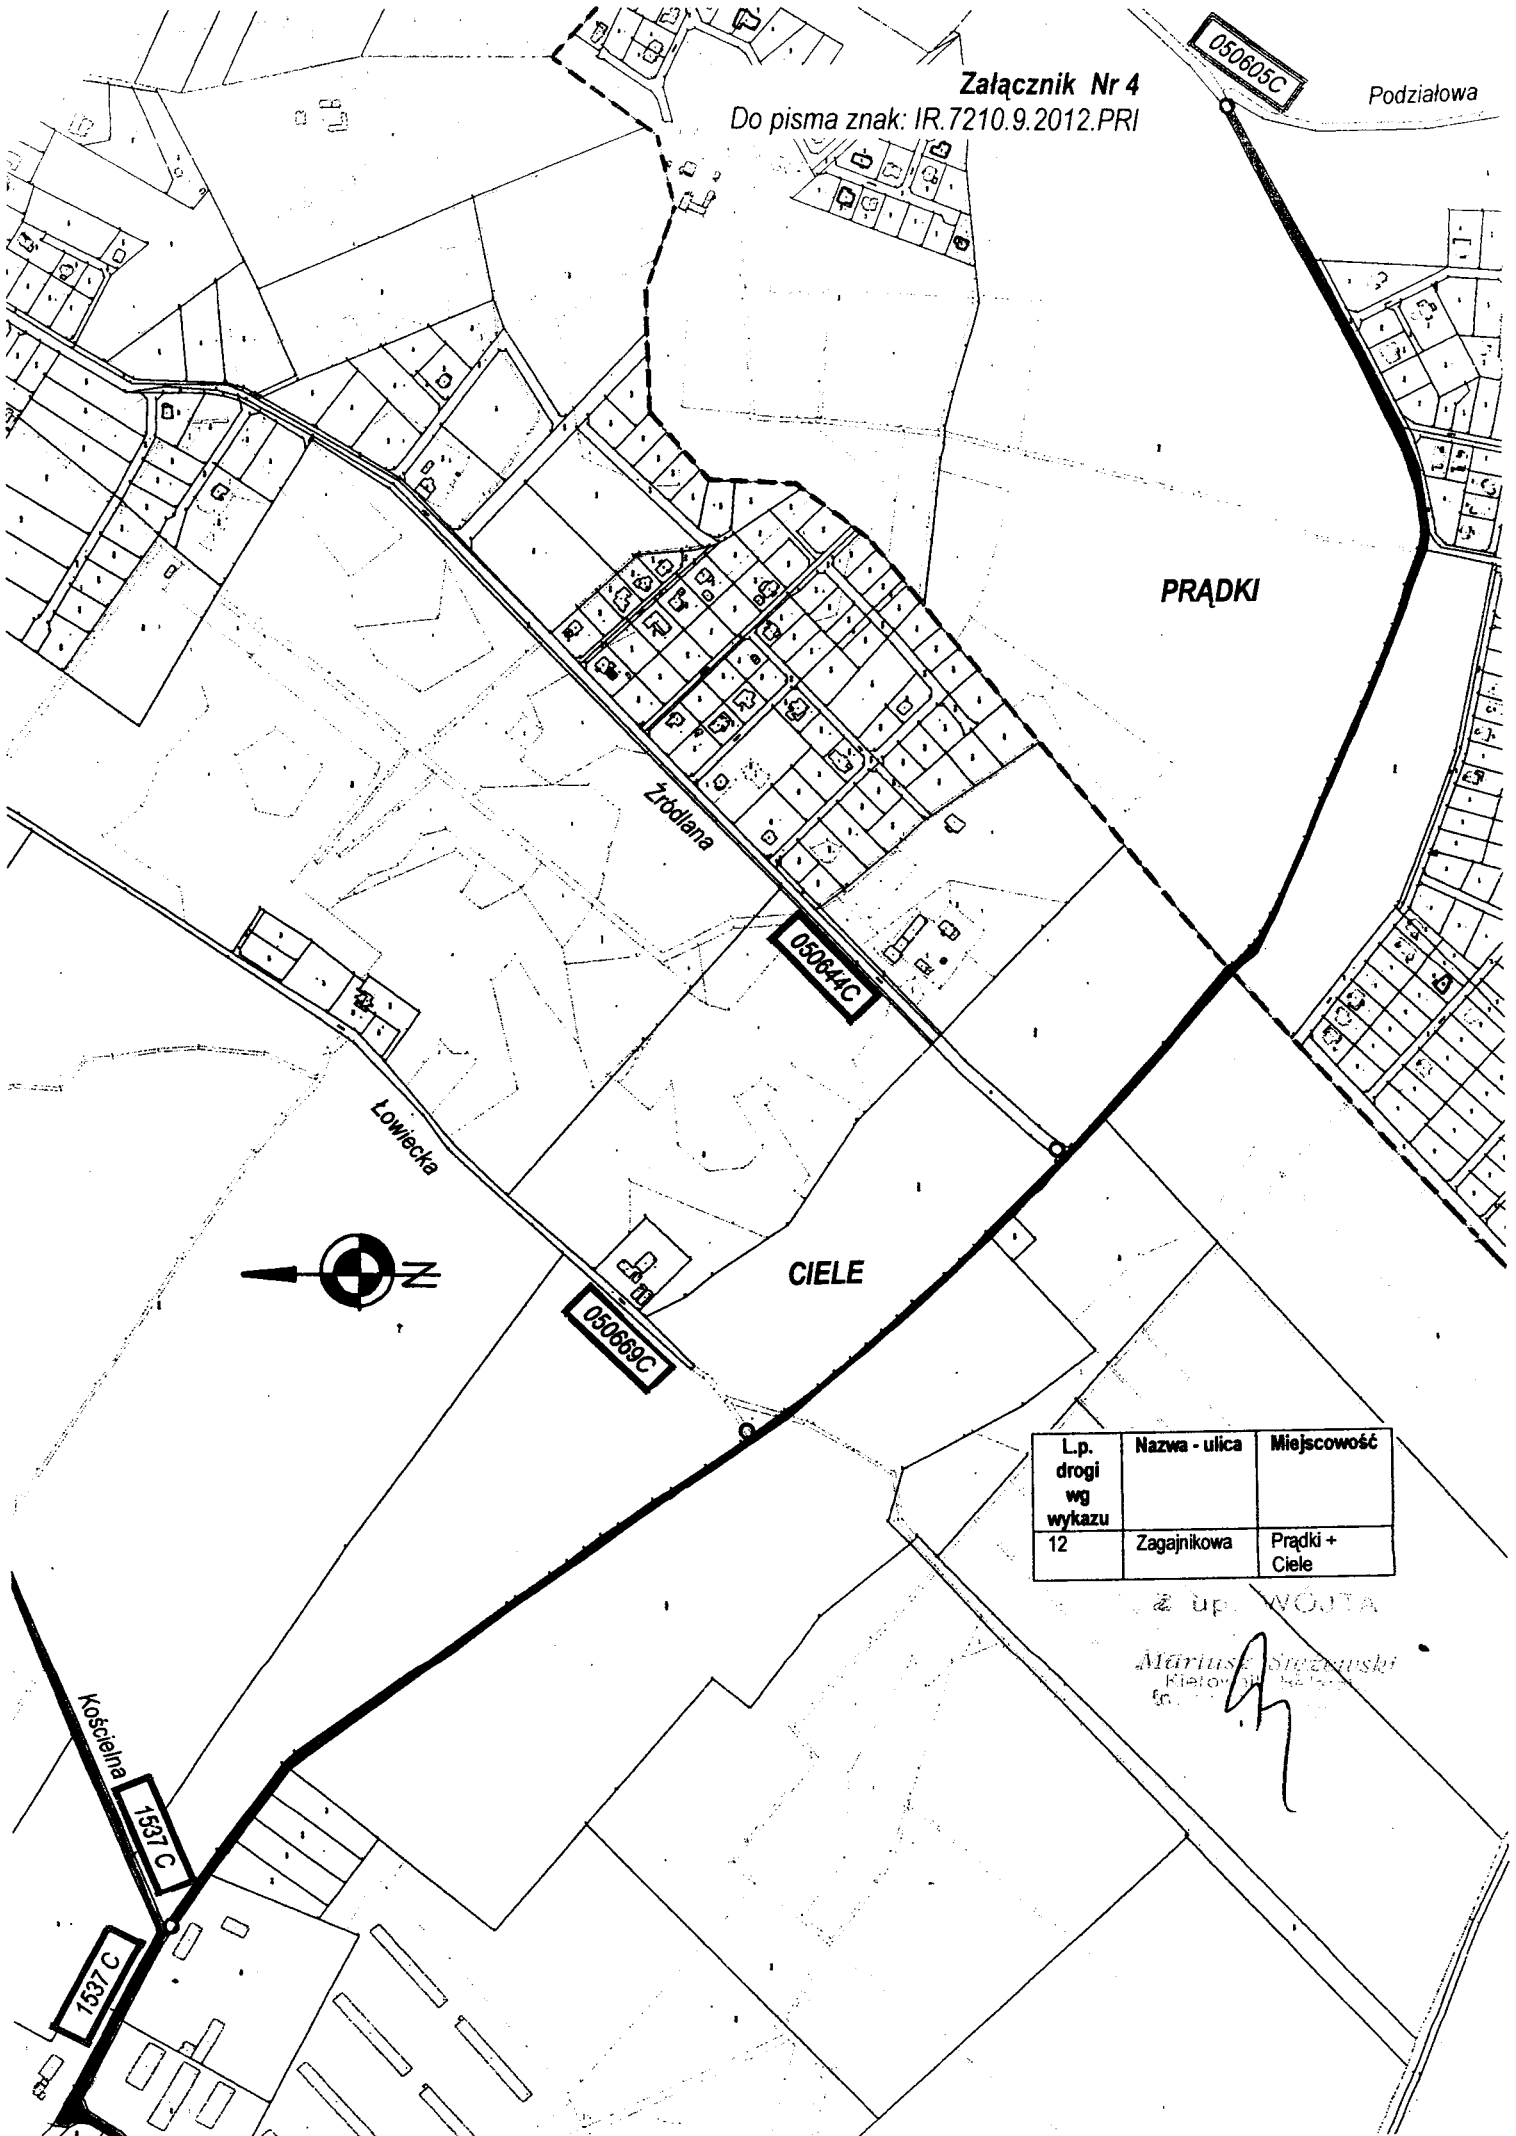 050605C
Podziałowa
Załącznik Nr 4
Do pisma znak: IR.7210.9.2012.PRI
PRĄDKI
Źródlana
050644C
Łowiecka
N
CIELE
050669C
L.p. drogi wg wykazu
Nazwa - ulica
Miejscowość
12
Zagajnikowa
Prądki + Ciele
Z up. WÓJTA
Mariusz
Kościelna
1537 C
1537 C